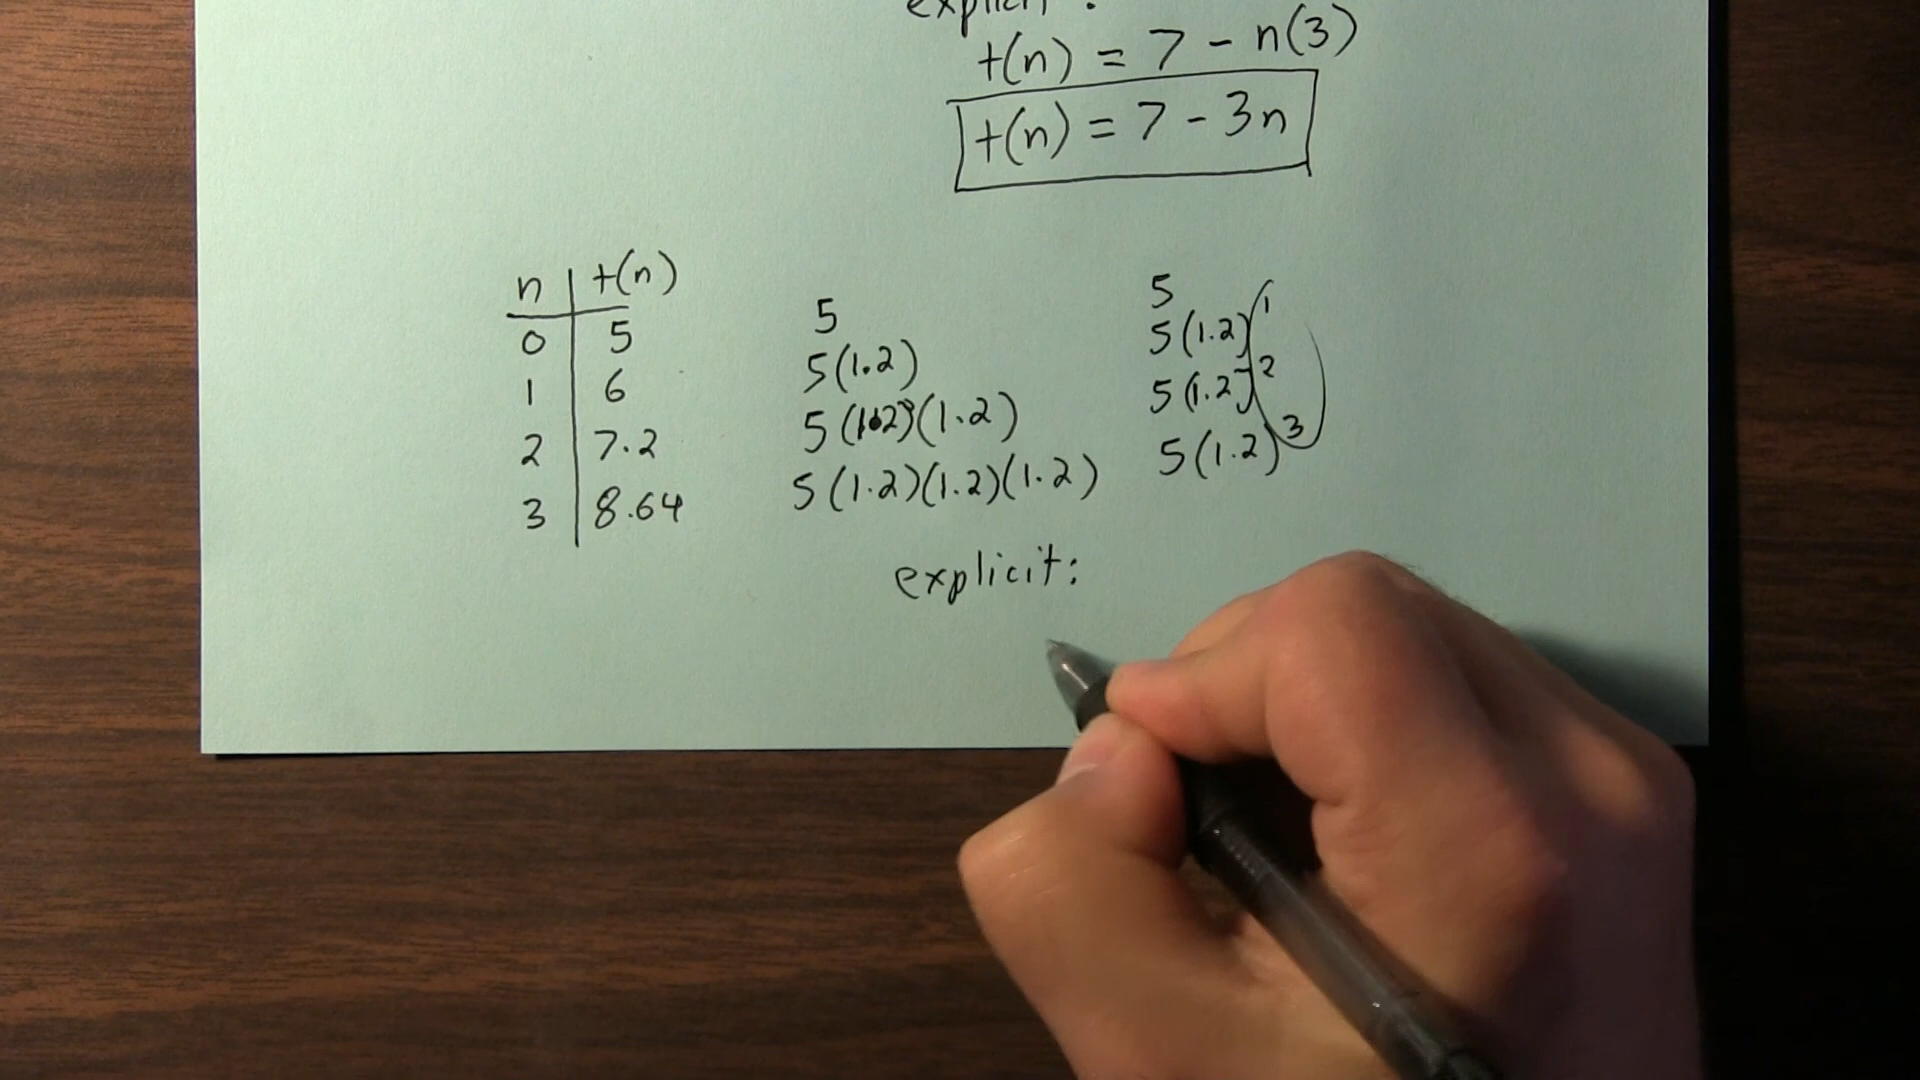 explicit:
t(n) = 7 - n(3)
t(n) = 7 - 3n
n t(n)
0 5
1 6
2 7.2
3 8.64
5
5(1.2)
5(1.2)(1.2)
5(1.2)(1.2)(1.2)
5
5(1.2)^1
5(1.2)^2
5(1.2)^3
explicit: